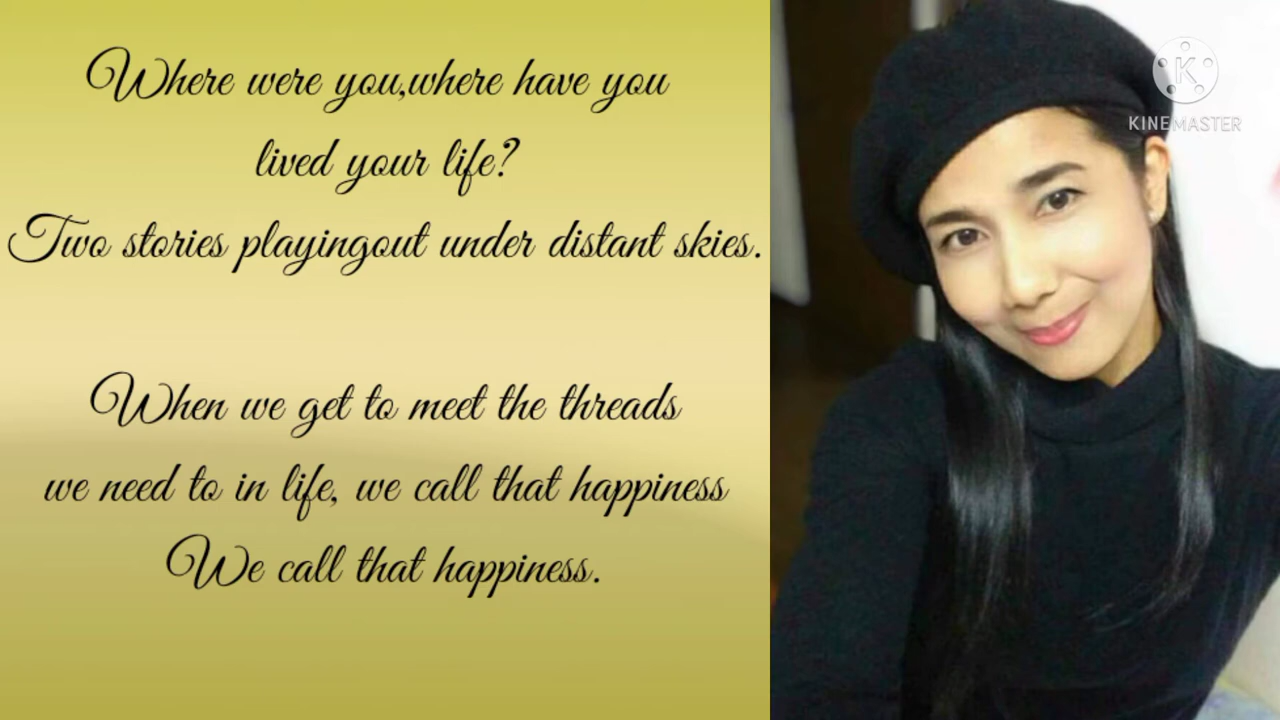 Where were you,where have you
lived your life?
Two stories playingout under distant skies.
When we get to meet the threads
we need to in life, we call that happiness
We call that happiness.
K
KINEMASTER